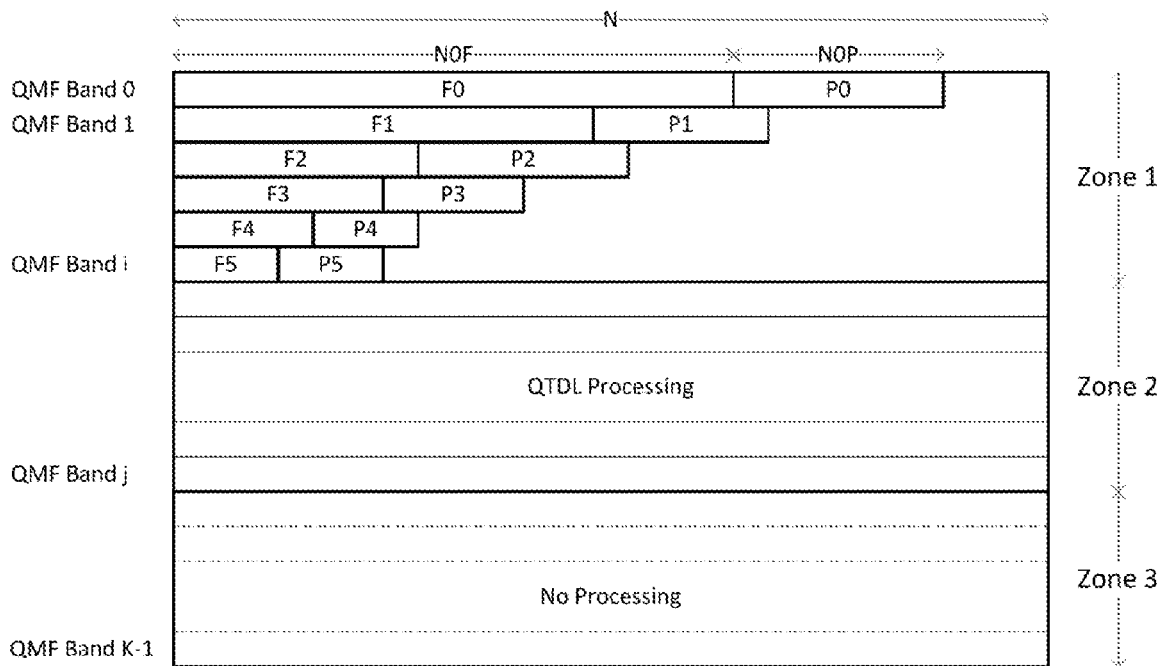 N
N0F N0P
QMF Band 0 F0 P0
QMF Band 1 F1 P1
F2 P2
Zone 1
F3 P3
F4 P4
QMF Band i F5 P5
QTDL Processing Zone 2
QMF Band j
No Processing Zone 3
QMF Band K-1